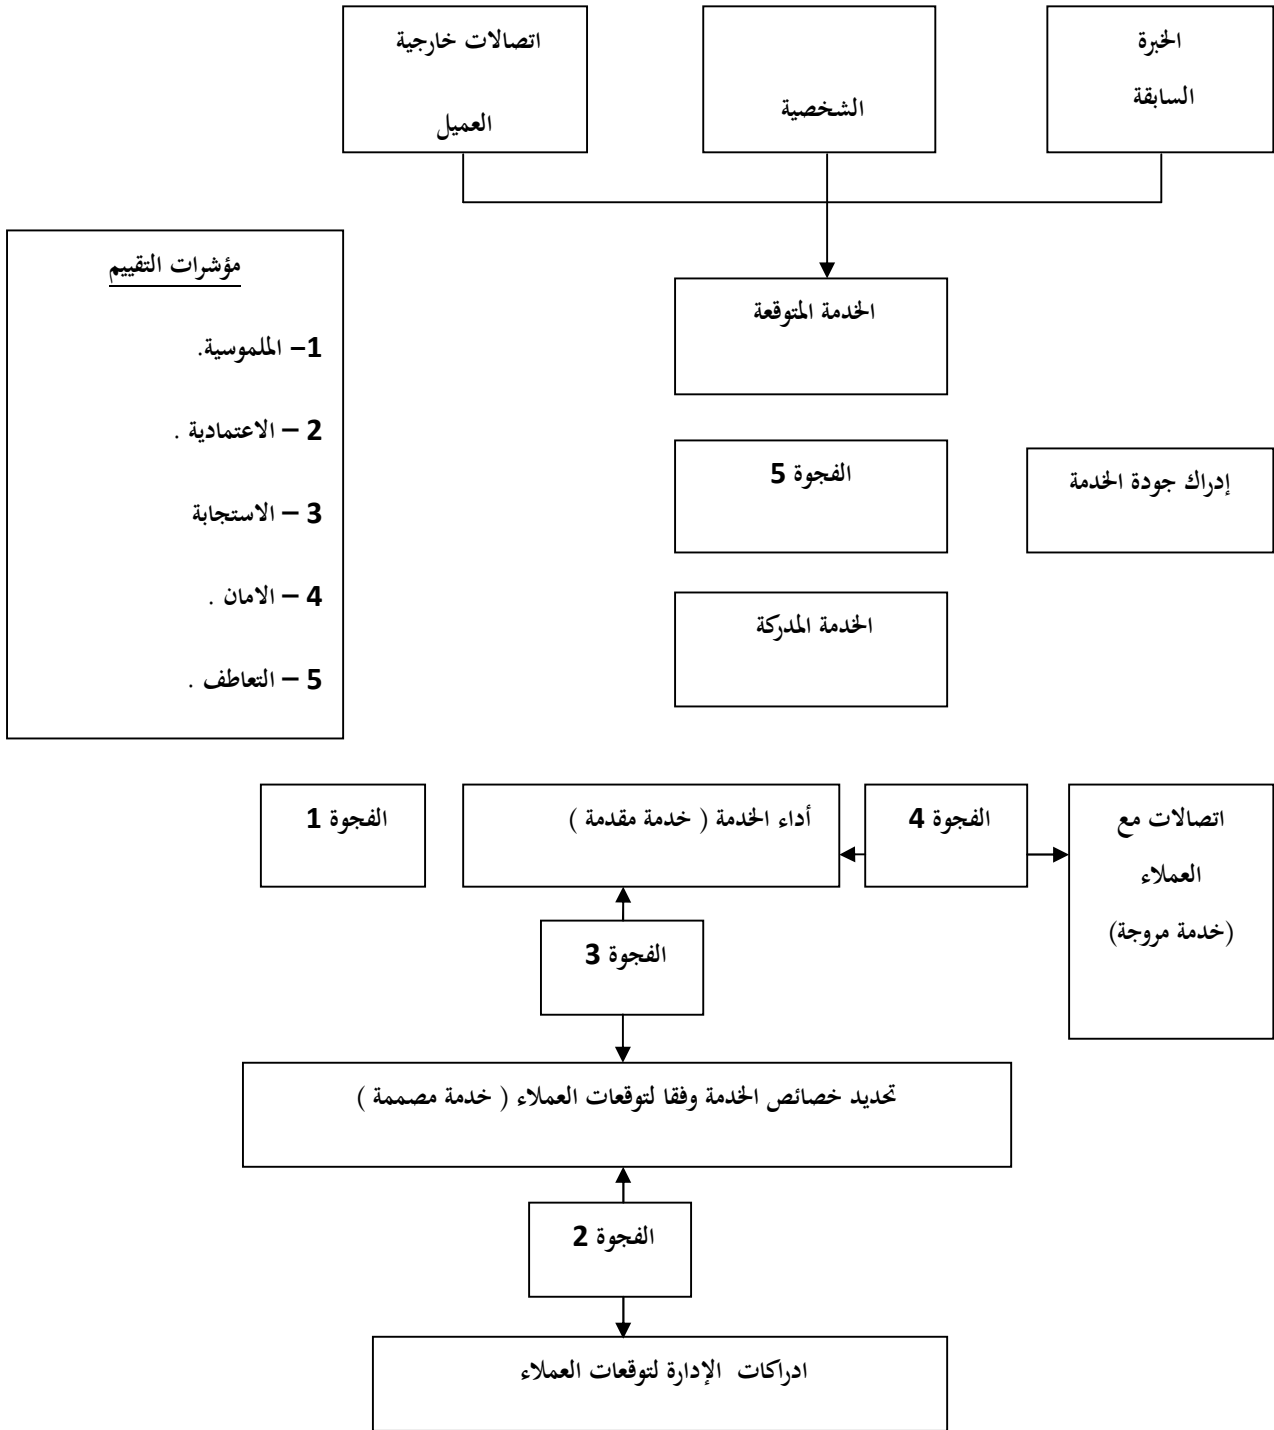 الخبرة
السابقة
الشخصية
اتصالات خارجية
العميل
مؤشرات التقييم
1– الملموسية.
2 – الاعتمادية .
3 – الاستجابة
4 – الامان .
5 – التعاطف .
الخدمة المتوقعة
الفجوة 5
إدراك جودة الخدمة
الخدمة المدركة
اتصالات مع
العملاء
(خدمة مروجة)
الفجوة 4
أداء الخدمة ( خدمة مقدمة )
الفجوة 1
الفجوة 3
تحديد خصائص الخدمة وفقا لتوقعات العملاء ( خدمة مصممة )
الفجوة 2
ادراكات الإدارة لتوقعات العملاء